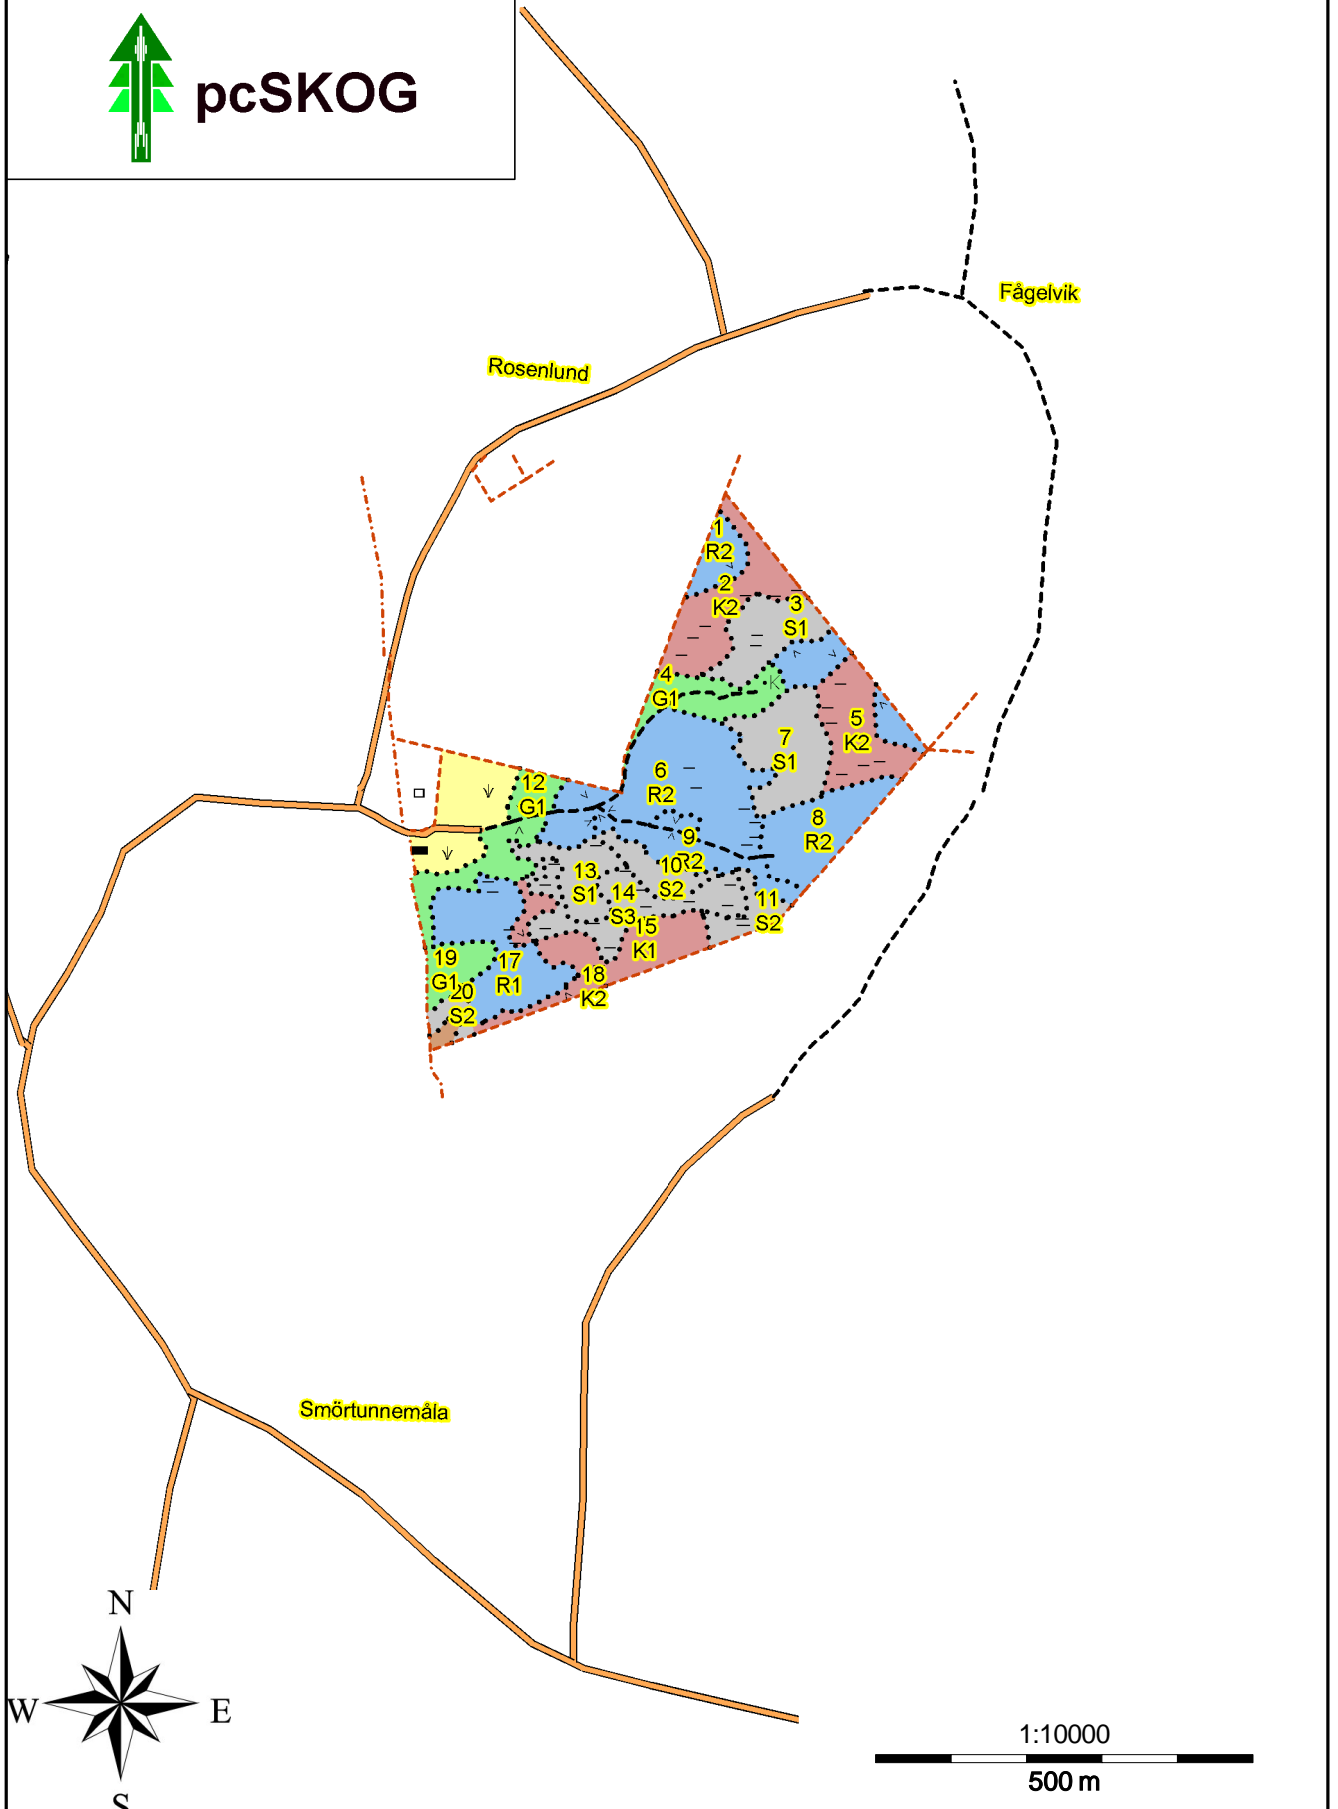 pcSKOG
Fågelvik
Rosenlund
1
R2
2
K2
3
S1
4
G1
5
K2
7
S1
6
R2
12
G1
8
R2
9
R2
10
S2
13
S1
14
S3
11
S2
15
K1
19
G1
17
R1
18
K2
20
S2
Smörtunnemåla
N
W E
S
1:10000
500 m